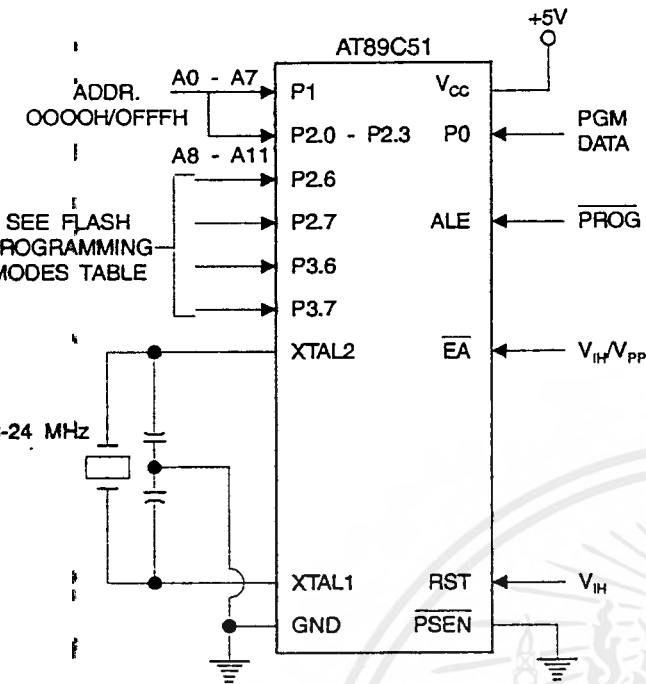 +5V
AT89C51
A0 - A7
ADDR.
OOOOH/OFFFH
P1
VCC
P2.0 - P2.3
P0
PGM
DATA
A8 - A11
P2.6
SEE FLASH
PROGRAMMING
MODES TABLE
P2.7
ALE
PROG
P3.6
P3.7
XTAL2
EA
VIH/VPP
-24 MHz
XTAL1
RST
VIH
GND
PSEN